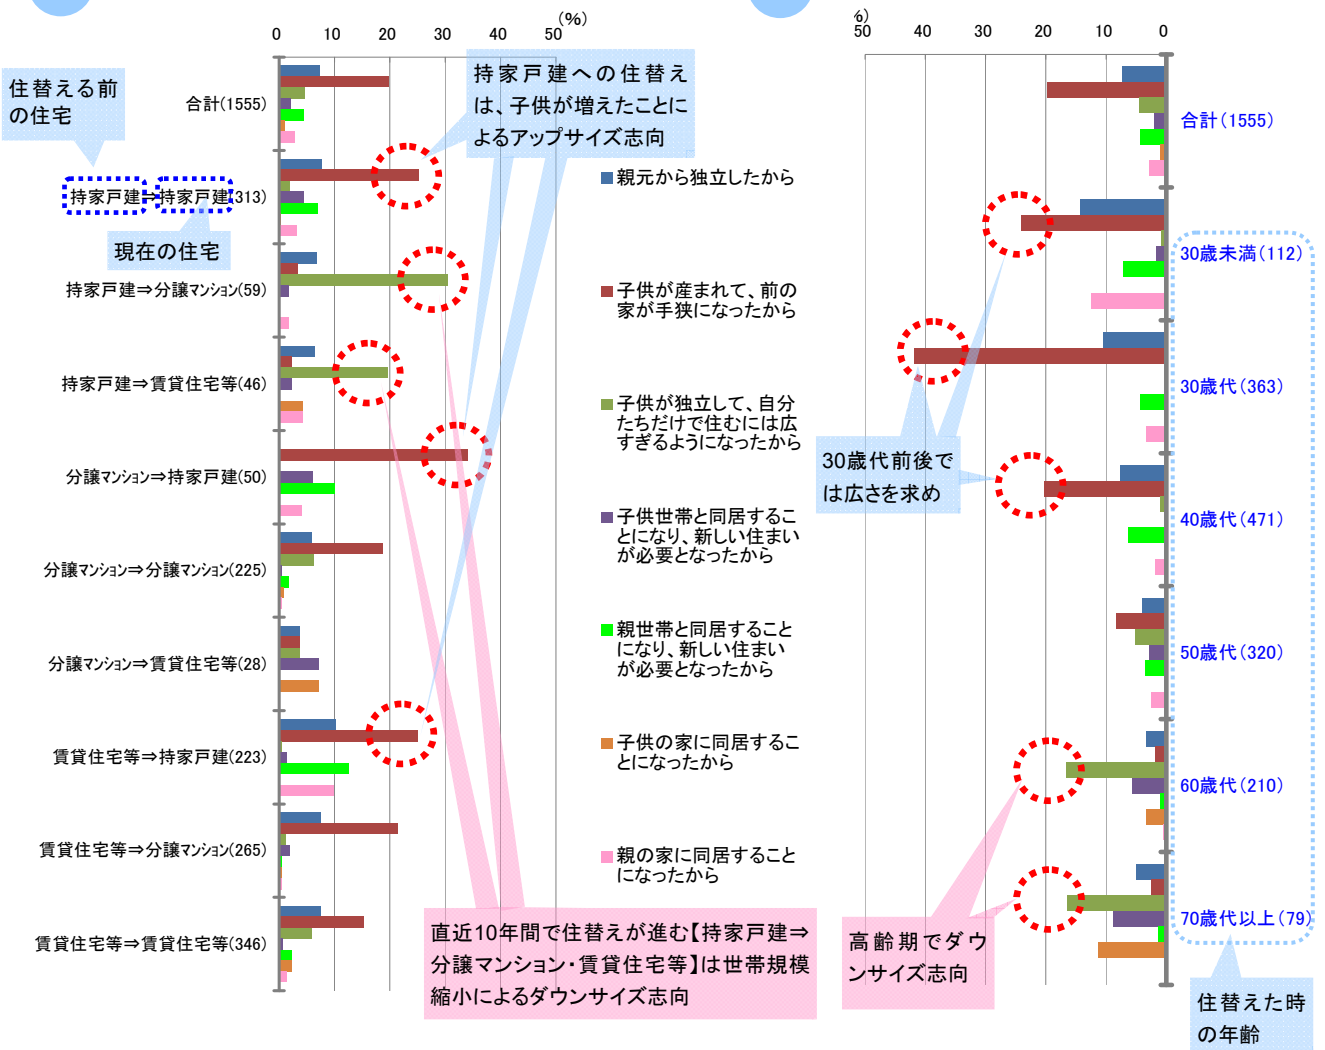 (%)
0 10 20 30 40 50
住替える前
の住宅
持家戸建への住替え
は、子供が増えたことに
よるアップサイズ志向
合計(1555)
持家戸建⇒持家戸建(313)
現在の住宅
持家戸建⇒分譲マンション(59)
持家戸建⇒賃貸住宅等(46)
分譲マンション⇒持家戸建(50)
分譲マンション⇒分譲マンション(225)
分譲マンション⇒賃貸住宅等(28)
賃貸住宅等⇒持家戸建(223)
賃貸住宅等⇒分譲マンション(265)
賃貸住宅等⇒賃貸住宅等(346)
直近10年間で住替えが進む【持家戸建⇒
分譲マンション・賃貸住宅等】は世帯規模
縮小によるダウンサイズ志向
親元から独立したから
子供が産まれて、前の
家が手狭になったから
子供が独立して、自分
たちだけで住むには広
すぎるようになったから
子供世帯と同居するこ
とになり、新しい住まい
が必要となったから
親世帯と同居すること
になり、新しい住まい
が必要となったから
子供の家に同居するこ
とになったから
親の家に同居すること
になったから
%)
50 40 30 20 10 0
合計(1555)
30歳未満(112)
30歳代(363)
40歳代(471)
50歳代(320)
60歳代(210)
70歳代以上(79)
30歳代前後で
は広さを求め
高齢期でダウ
ンサイズ志向
住替えた時
の年齢